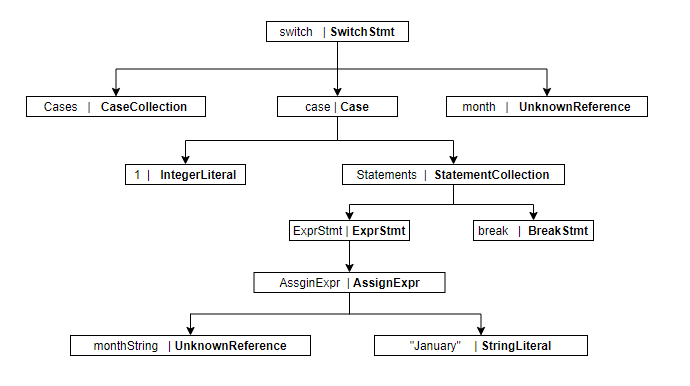 switch | SwitchStmt
Cases | CaseCollection
case | Case
month | UnknownReference
1 | IntegerLiteral
Statements | StatementCollection
ExprStmt | ExprStmt
break | BreakStmt
AssginExpr | AssignExpr
monthString | UnknownReference
"January" | StringLiteral